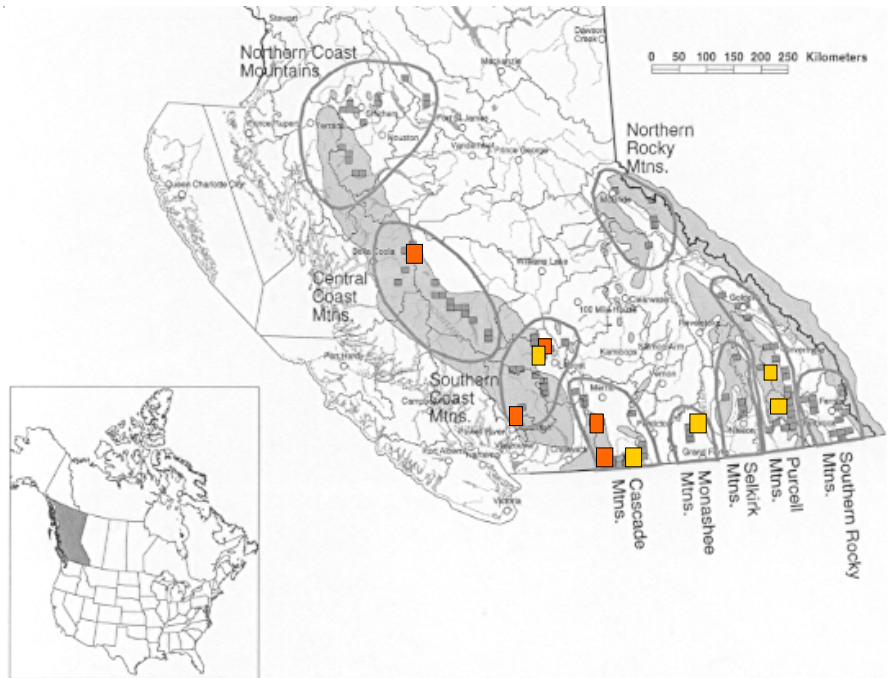 Stewart
Dawson
Creek
Northern Coast
Mountains
Mackenzie
0 50 100 150 200 250 Kilometers
Prince Rupert
Terrace
Smithers
Houston
Fort St James
Vanderhoof
Prince George
Northern
Rocky
Mtns.
McBride
Queen Charlotte City
Bella Coola
Williams Lake
Central
Coast
Mtns.
100 Mile House
Clearwater
Golden
Revelstoke
Port Hardy
Kamloops
Salmon Arm
Invermere
Southern
Coast
Mtns.
Vernon
Merritt
Powell River
Port Alberni
Nanaimo
Vancouver
Chilliwack
Penticton
Grand Forks
Nelson
Fernie
Victoria
Cascade
Mtns.
Monashee
Mtns.
Selkirk
Mtns.
Purcell
Mtns.
Southern Rocky
Mtns.